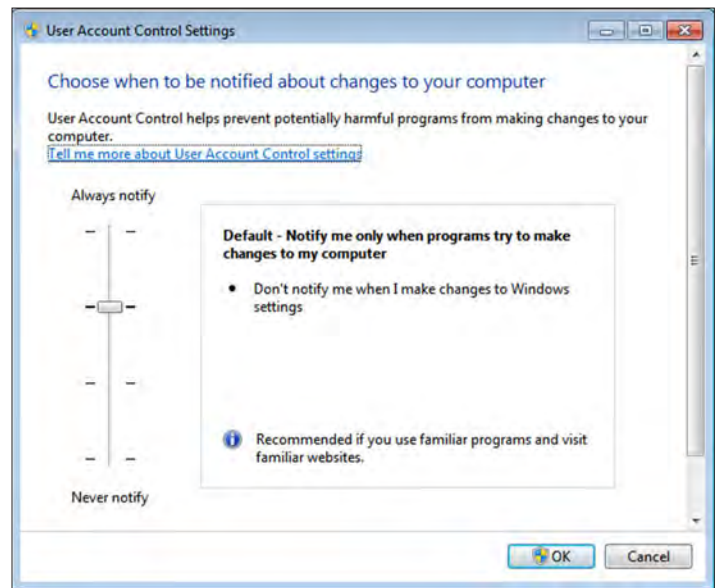 User Account Control Settings
Choose when to be notified about changes to your computer
User Account Control helps prevent potentially harmful programs from making changes to your
computer.
Tell me more about User Account Control settings
Always notify
Default - Notify me only when programs try to make
changes to my computer
• Don't notify me when I make changes to Windows
settings
Recommended if you use familiar programs and visit
familiar websites.
Never notify
OK Cancel